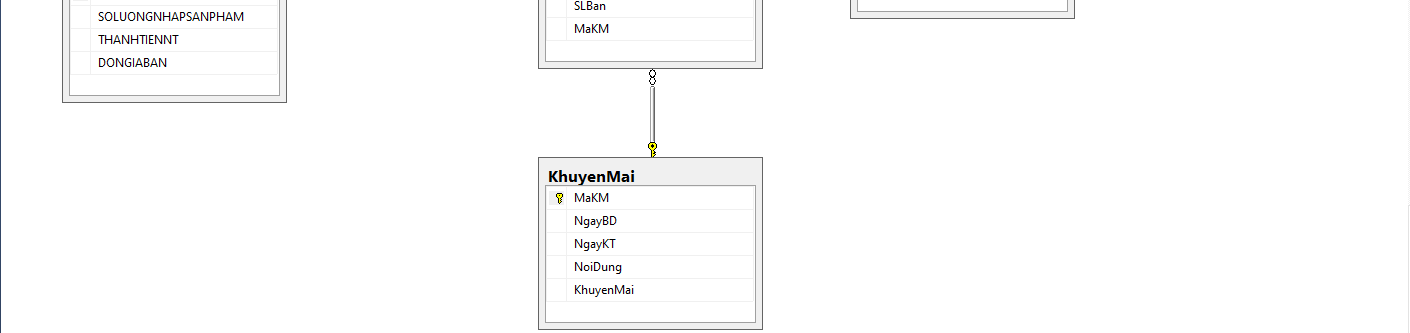 SOLUONGNHAPSANPHAM
THANHTIENNT
DONGIABAN
SLBan
MaKM
KhuyenMai
MaKM
NgayBD
NgayKT
NoiDung
KhuyenMai